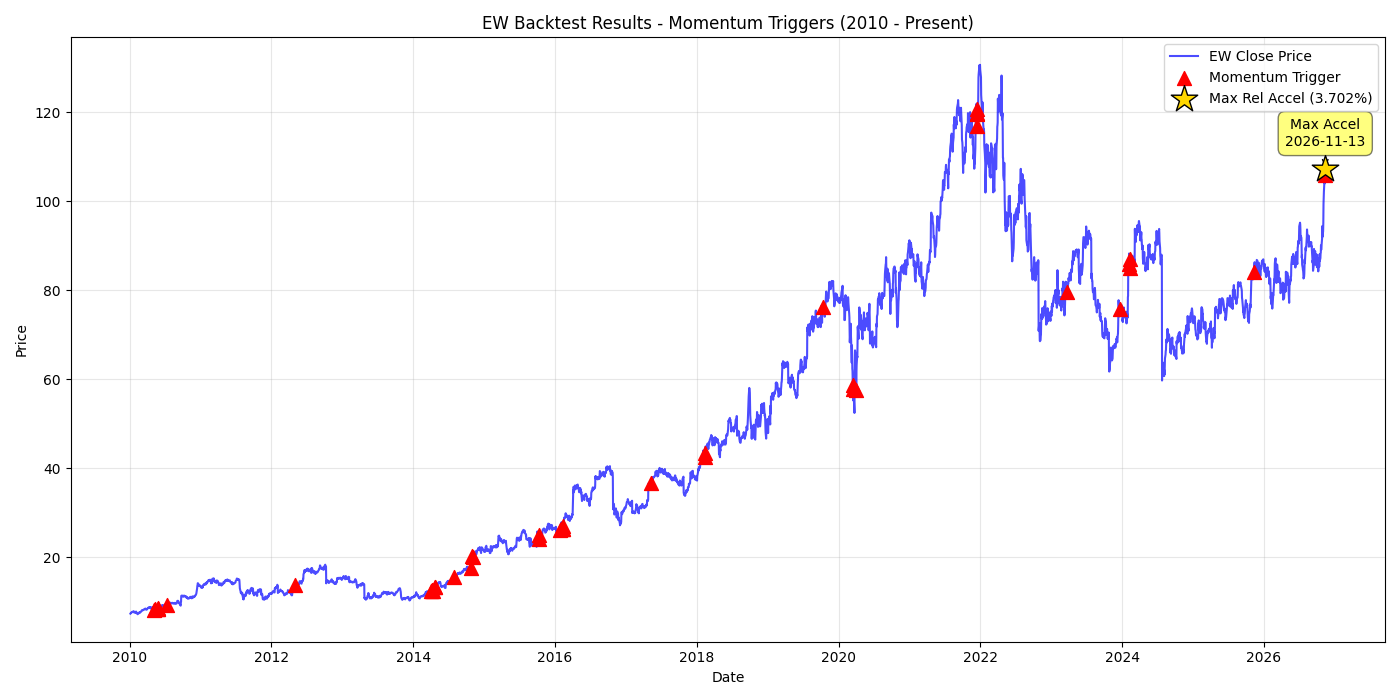 EW Backtest Results - Momentum Triggers (2010 - Present)
EW Close Price
Momentum Trigger
Max Rel Accel (3.702%)
Max Accel
2026-11-13
120
100
80
60
40
20
Price
2010 2012 2014 2016 2018 2020 2022 2024 2026
Date